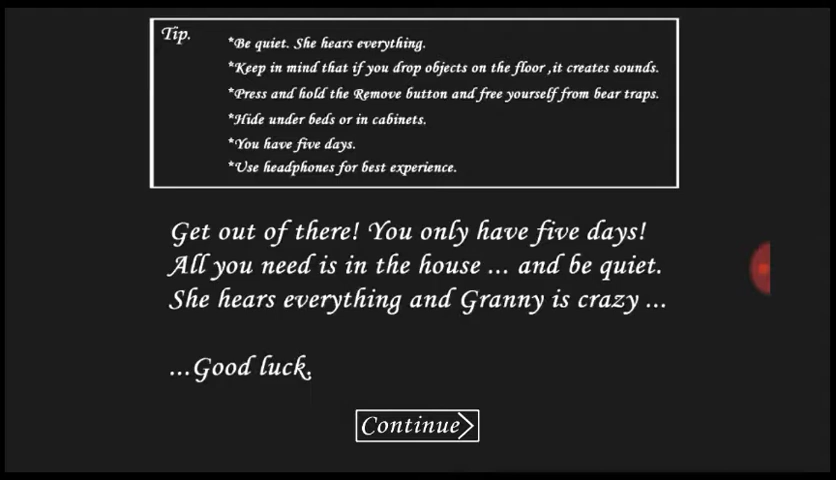 Tip.
*Be quiet. She hears everything.
*Keep in mind that if you drop objects on the floor ,it creates sounds.
*Press and hold the Remove button and free yourself from bear traps.
*Hide under beds or in cabinets.
*You have five days.
*Use headphones for best experience.
Get out of there! You only have five days!
All you need is in the house ... and be quiet.
She hears everything and Granny is crazy ...
...Good luck.
Continue